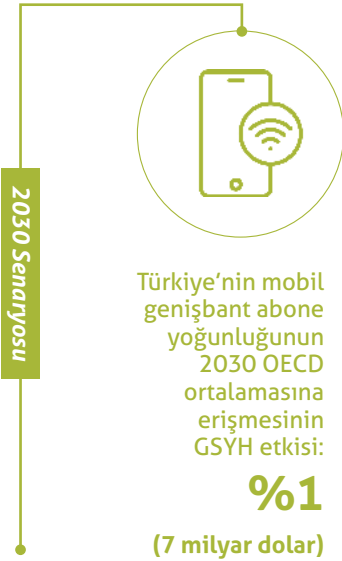 2030 Senaryosu
Türkiye’nin mobil
genişbant abone
yoğunluğunun
2030 OECD
ortalamasına
erişmesinin
GSYH etkisi:
%1
(7 milyar dolar)